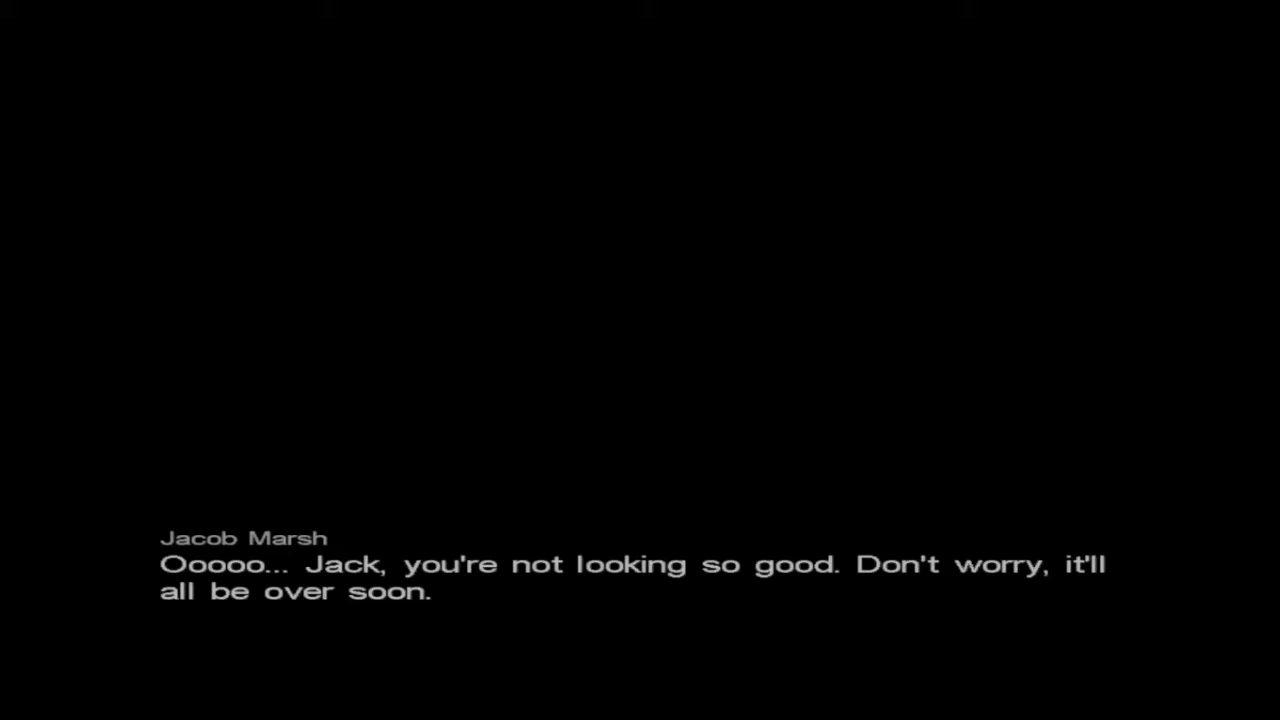 Jacob Marsh
Ooooo... Jack, you're not looking so good. Don't worry, it'll
all be over soon.